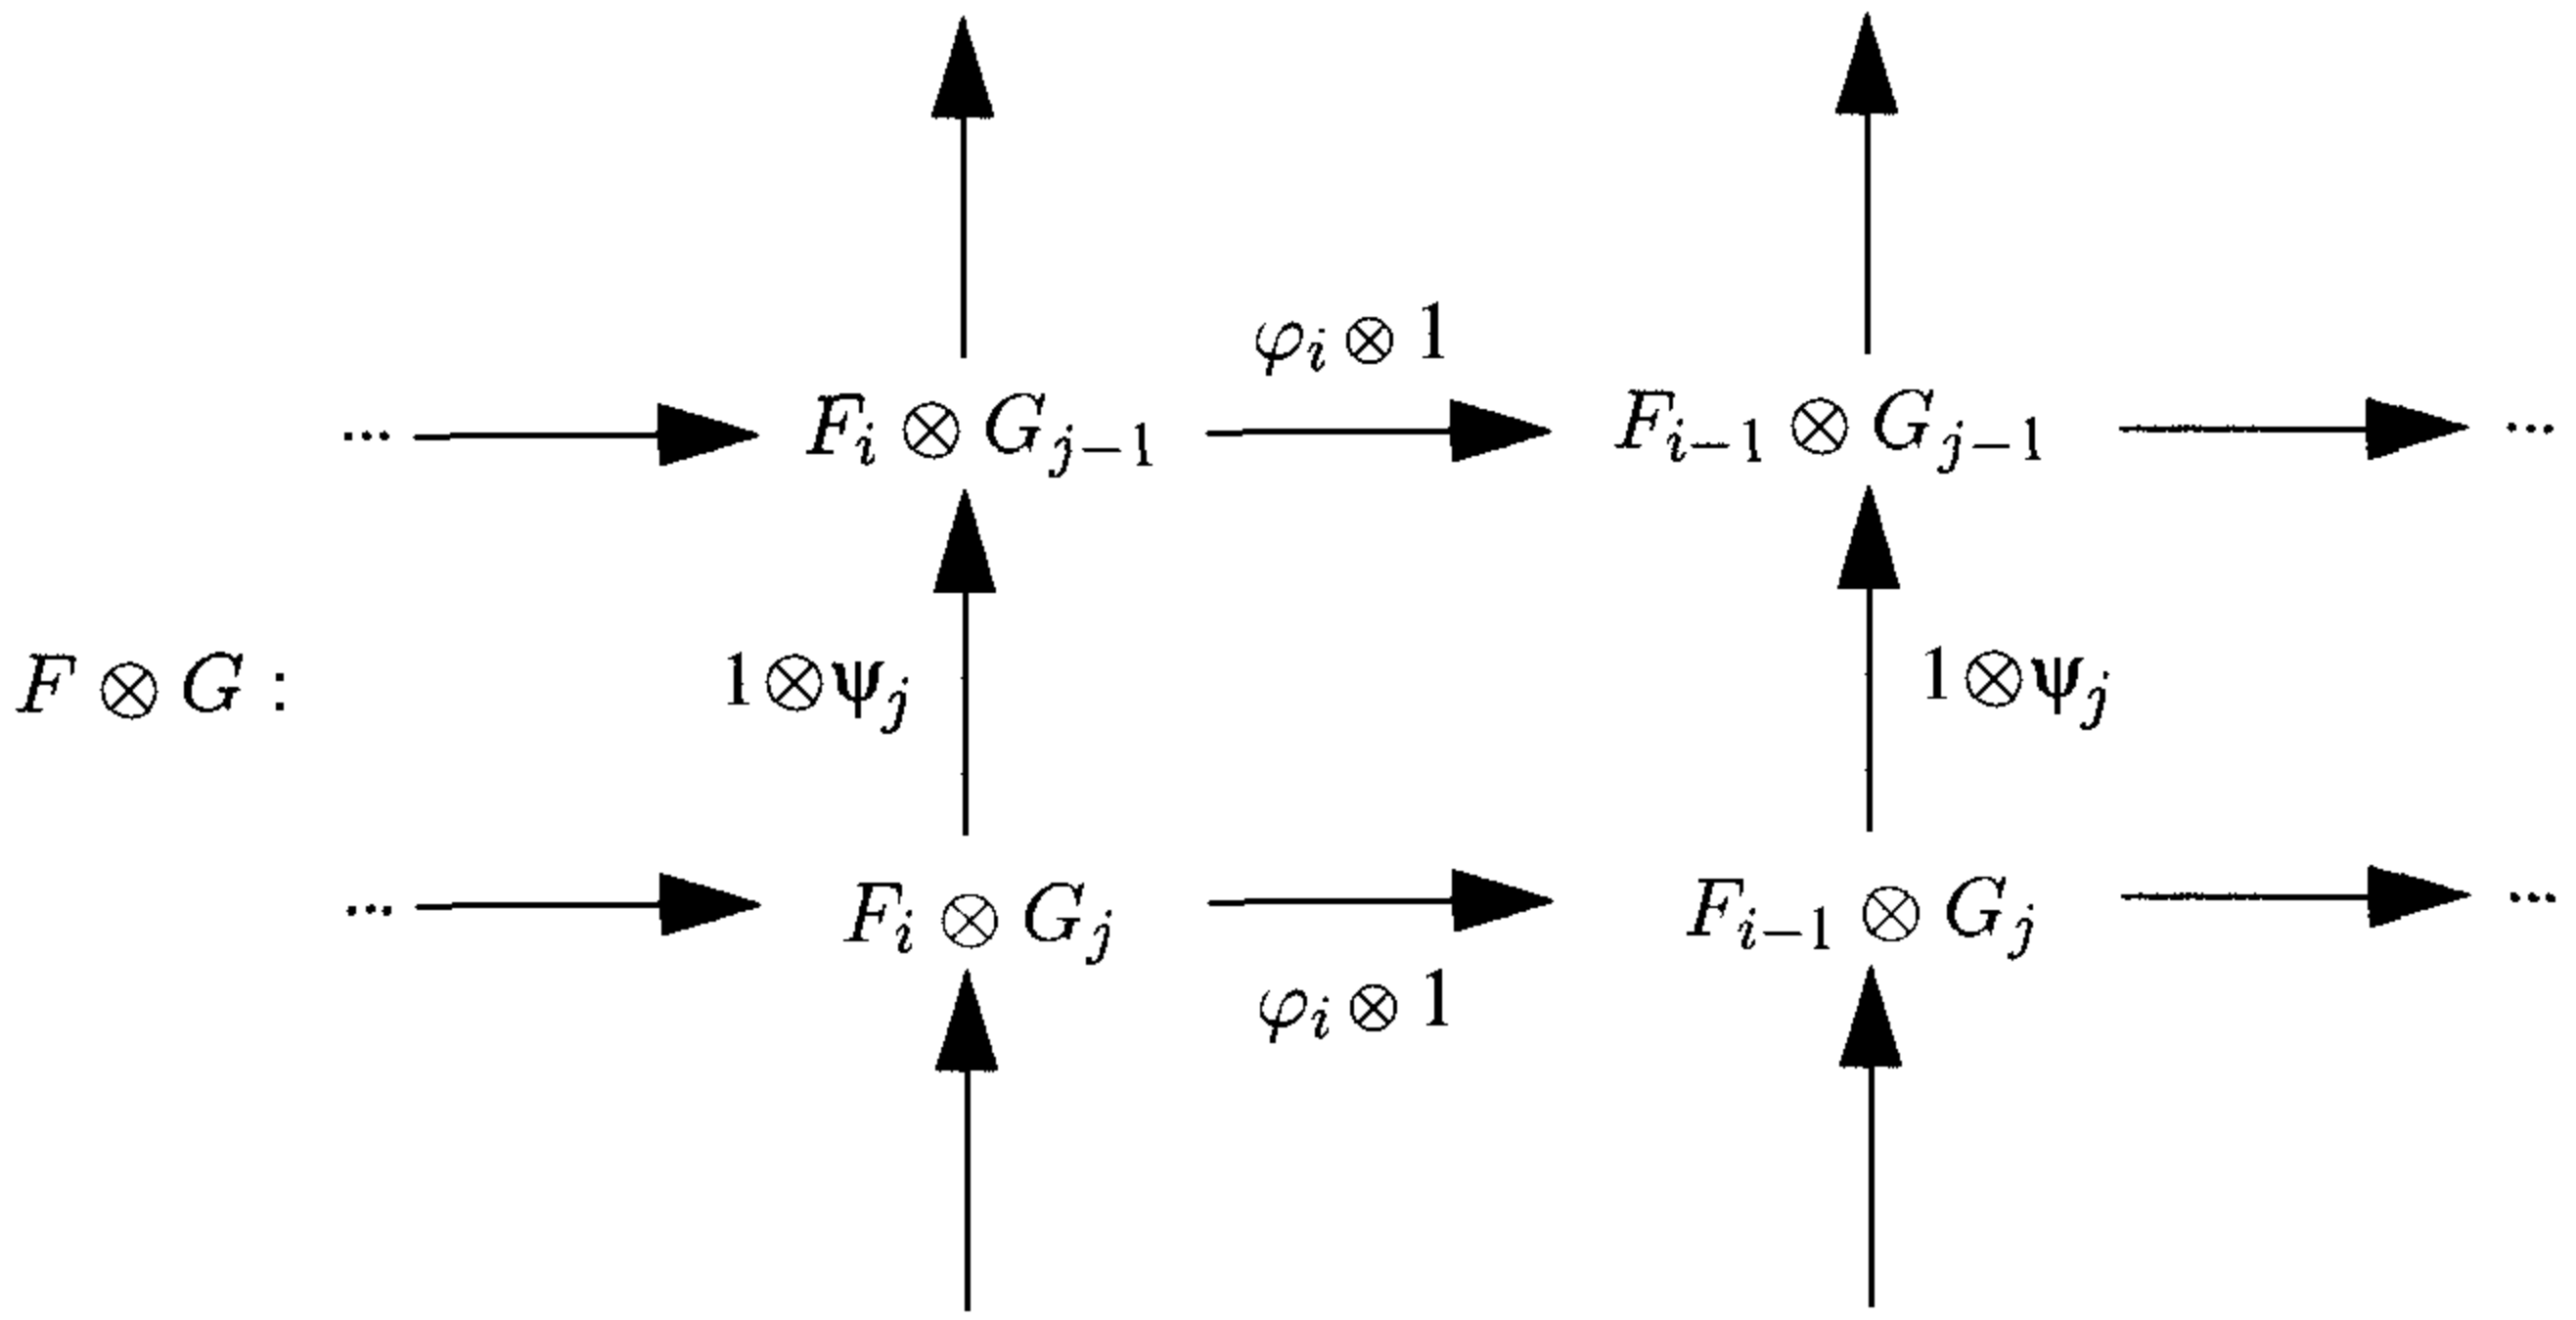 φ_i ⊗ 1
··· F_i ⊗ G_{j−1} F_{i−1} ⊗ G_{j−1} ···
F ⊗ G : 1 ⊗ ψ_j 1 ⊗ ψ_j
··· F_i ⊗ G_j F_{i−1} ⊗ G_j ···
φ_i ⊗ 1